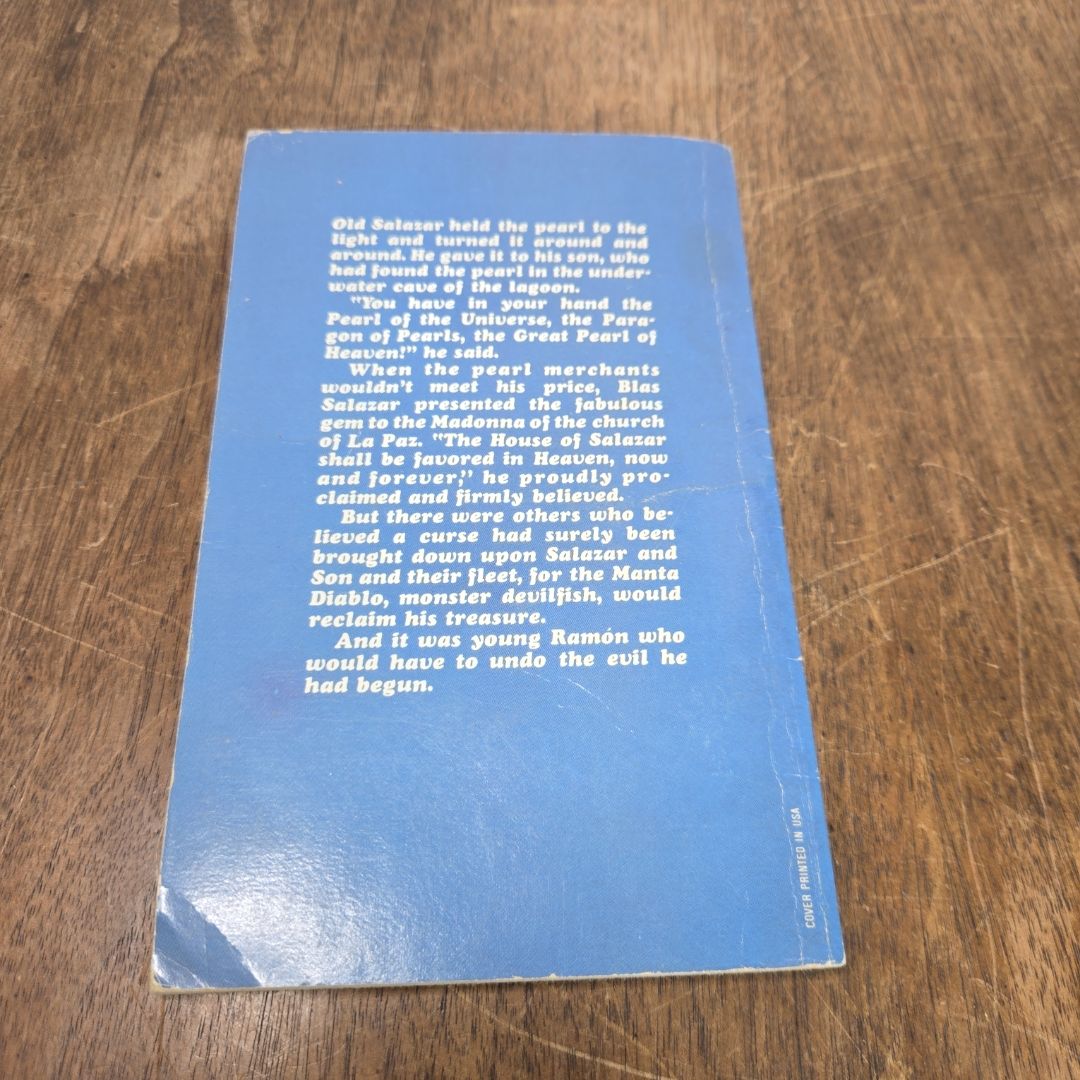 Old Salazar held the pearl to the
light and turned it around and
around. He gave it to his son, who
had found the pearl in the under-
water cave of the lagoon.
"You have in your hand the
Pearl of the Universe, the Para-
gon of Pearls, the Great Pearl of
Heaven!" he said.
When the pearl merchants
wouldn't meet his price, Blas
Salazar presented the fabulous
gem to the Madonna of the church
of La Paz. "The House of Salazar
shall be favored in Heaven, now
and forever," he proudly pro-
claimed and firmly believed.
But there were others who be-
lieved a curse had surely been
brought down upon Salazar and
Son and their fleet, for the Manta
Diablo, monster devilfish, would
reclaim his treasure.
And it was young Ramón who
would have to undo the evil he
had begun.
COVER PRINTED IN USA